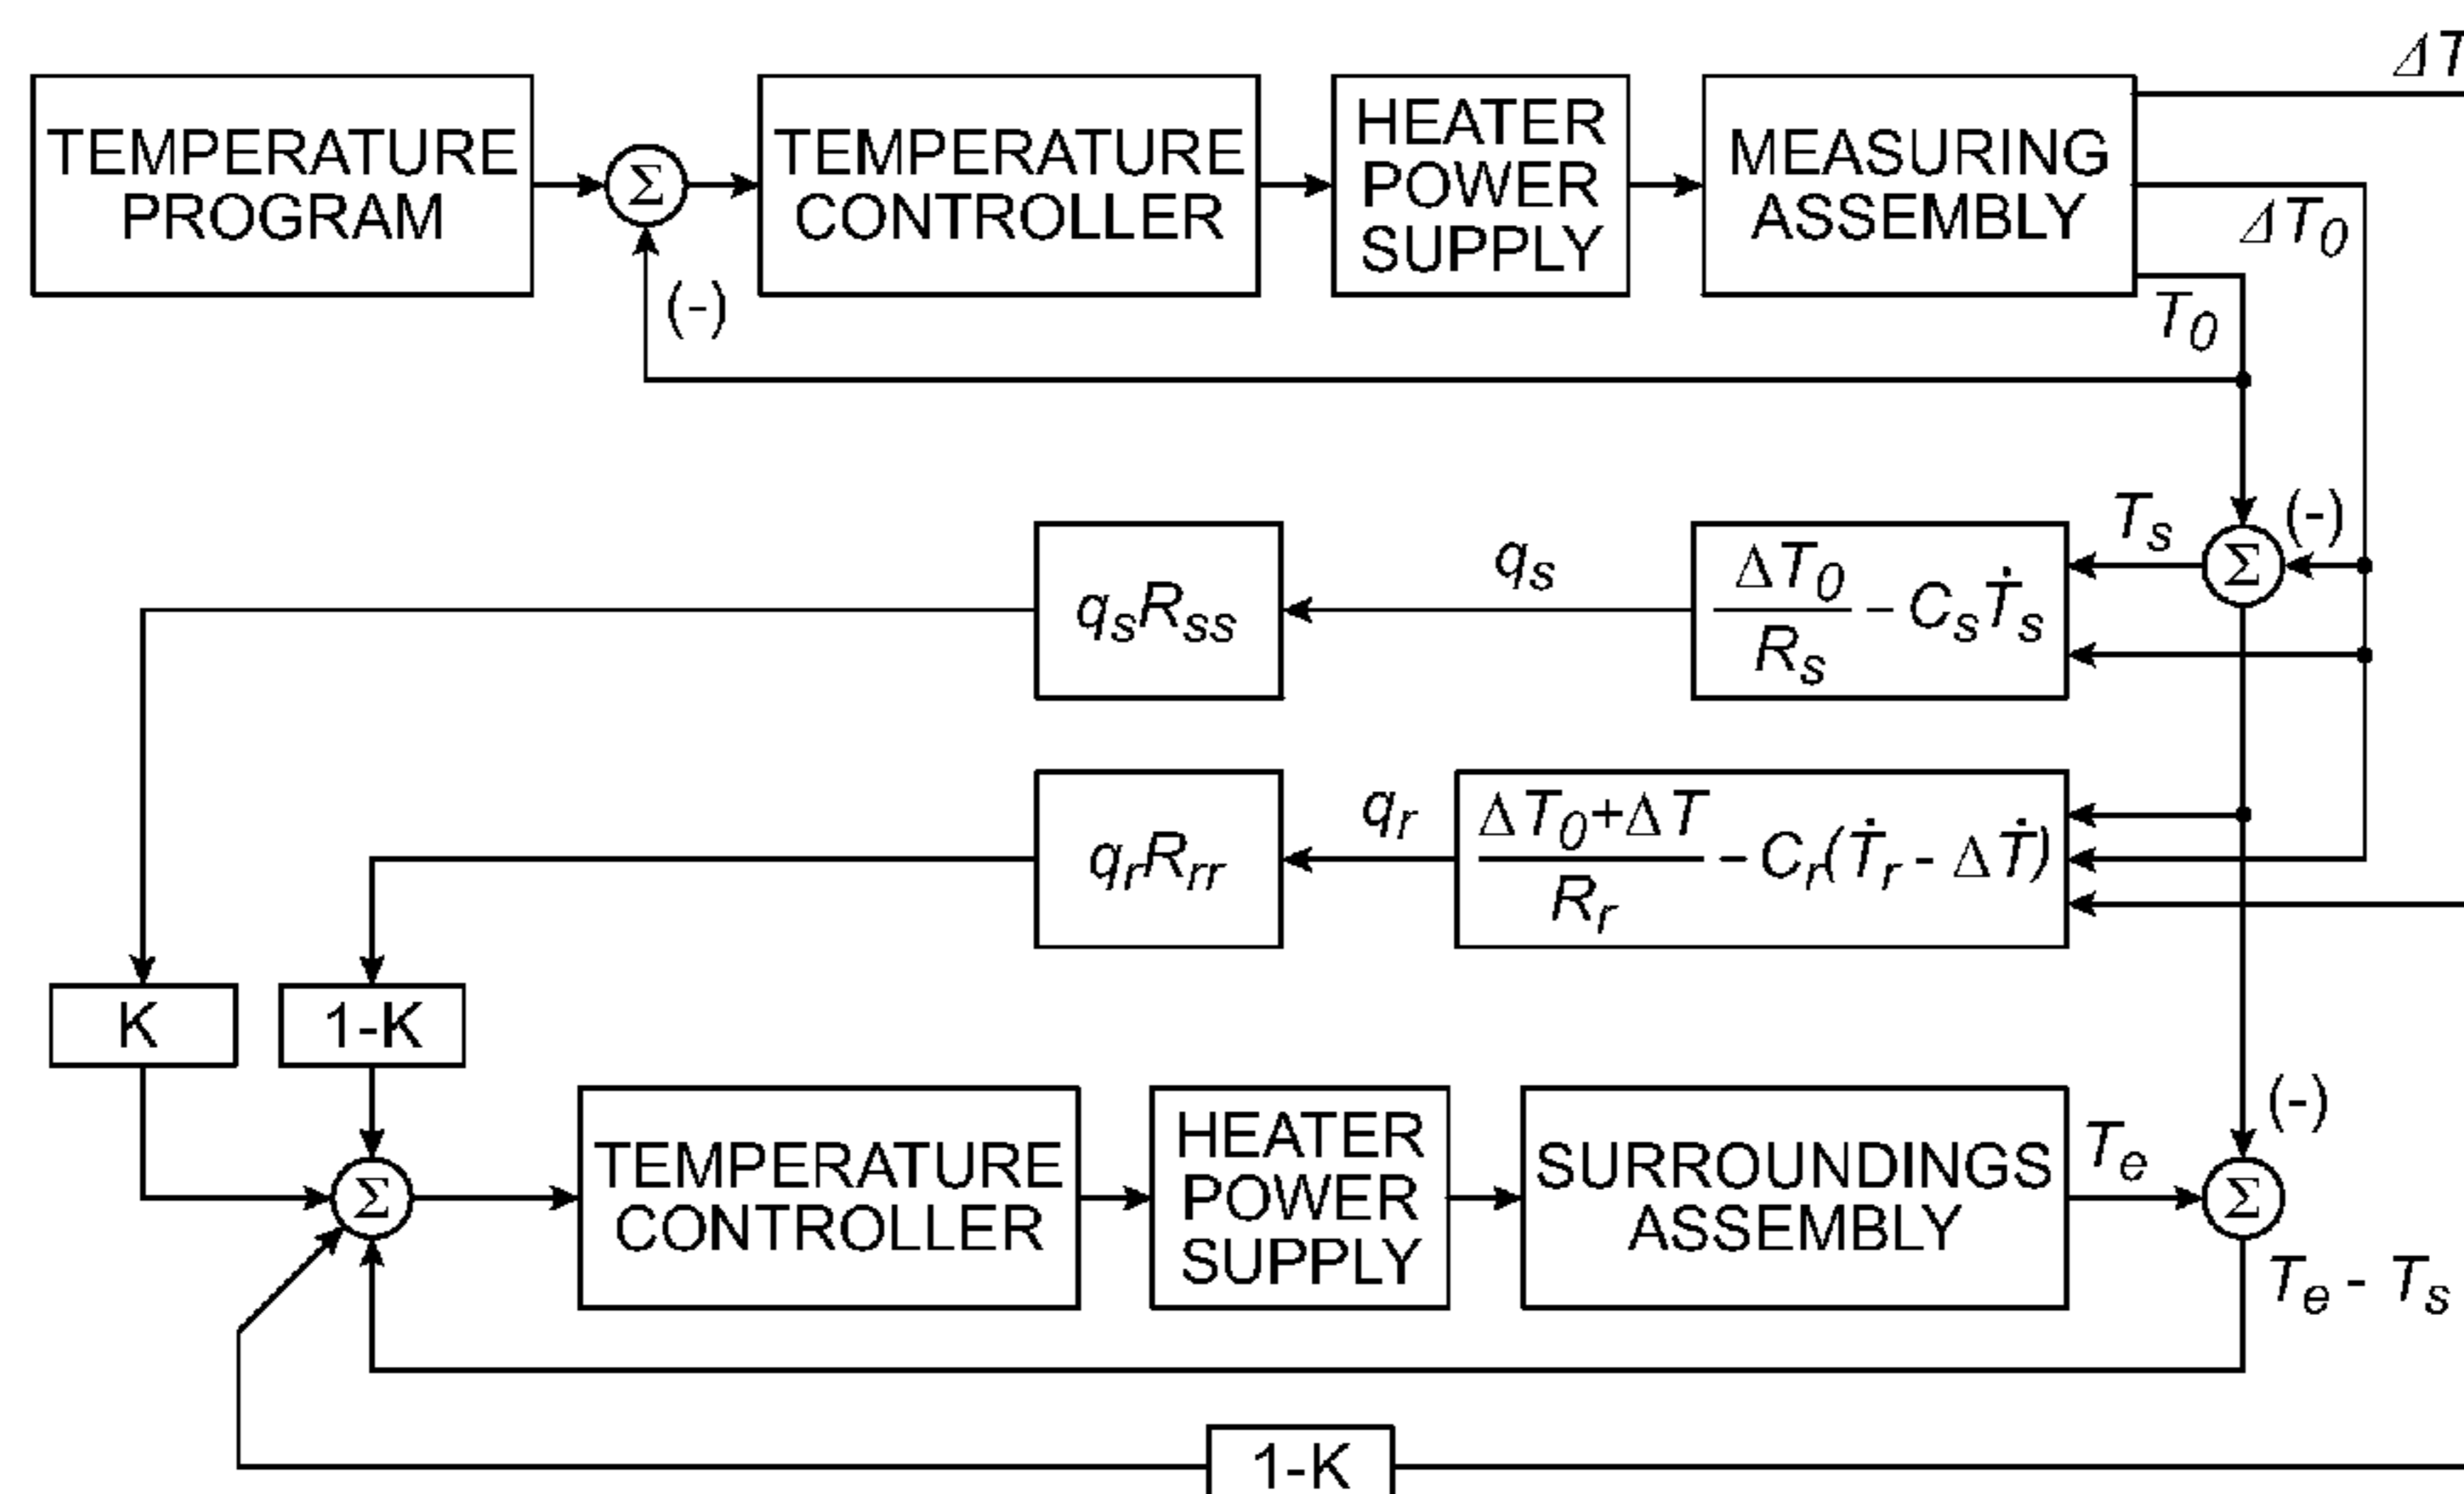 ΔT
TEMPERATURE
PROGRAM
Σ
TEMPERATURE
CONTROLLER
HEATER
POWER
SUPPLY
MEASURING
ASSEMBLY
ΔT₀
T₀
(-)
qₛRₛₛ
qₛ
ΔT₀/Rₛ – CₛṪₛ
Tₛ
(-)
Σ
qᵣRᵣᵣ
qᵣ
ΔT₀+ΔT/Rᵣ – Cᵣ(Ṫᵣ - ΔṪ)
K
1-K
Σ
TEMPERATURE
CONTROLLER
HEATER
POWER
SUPPLY
SURROUNDINGS
ASSEMBLY
Tₑ
(-)
Σ
Tₑ - Tₛ
1-K